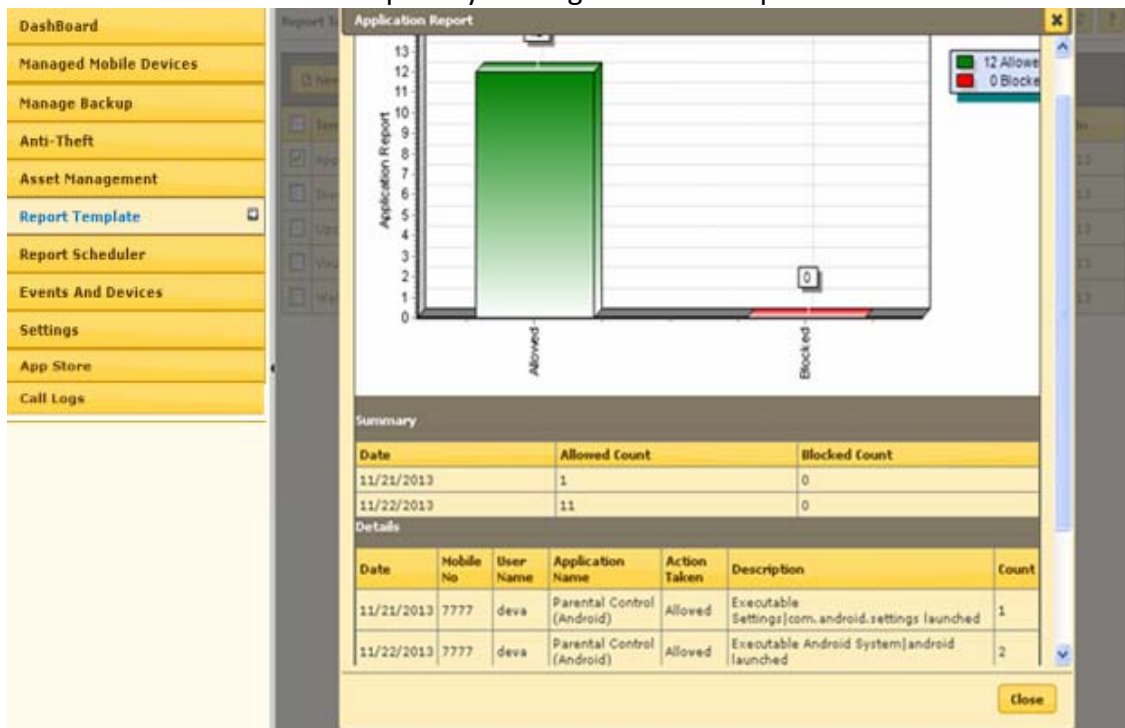 DashBoard
Managed Mobile Devices
Manage Backup
Anti-Theft
Asset Management
Report Template
Report Scheduler
Events And Devices
Settings
App Store
Call Logs
Application Report
Application Report
13
12
11
10
9
8
7
6
5
4
3
2
1
0
0
Allowed
Blocked
12 Allowe
0 Blocke
Summary
Date Allowed Count Blocked Count
11/21/2013 1 0
11/22/2013 11 0
Details
Date Mobile No User Name Application Name Action Taken Description Count
11/21/2013 7777 deva Parental Control (Android) Allowed Executable Settings|com.android.settings launched 1
11/22/2013 7777 deva Parental Control (Android) Allowed Executable Android System|android launched 2
Close